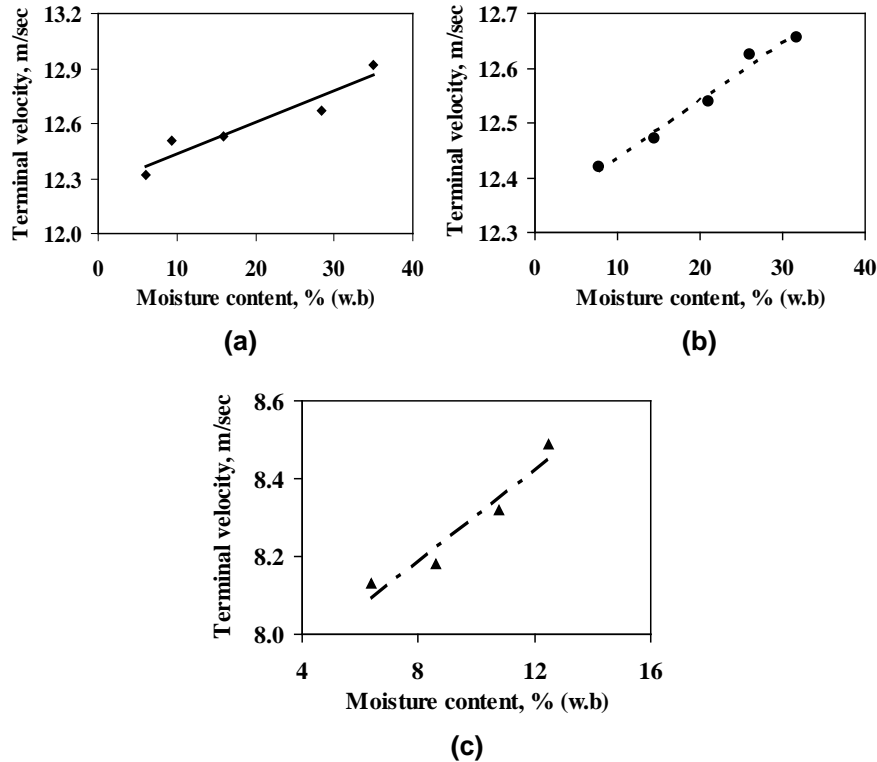 Terminal velocity, m/sec
13.2
12.9
12.6
12.3
12.0
0 10 20 30 40
Moisture content, % (w.b)
(a)
Terminal velocity, m/sec
12.7
12.6
12.5
12.4
12.3
0 10 20 30 40
Moisture content, % (w.b)
(b)
Terminal velocity, m/sec
8.6
8.4
8.2
8.0
4 8 12 16
Moisture content, % (w.b)
(c)